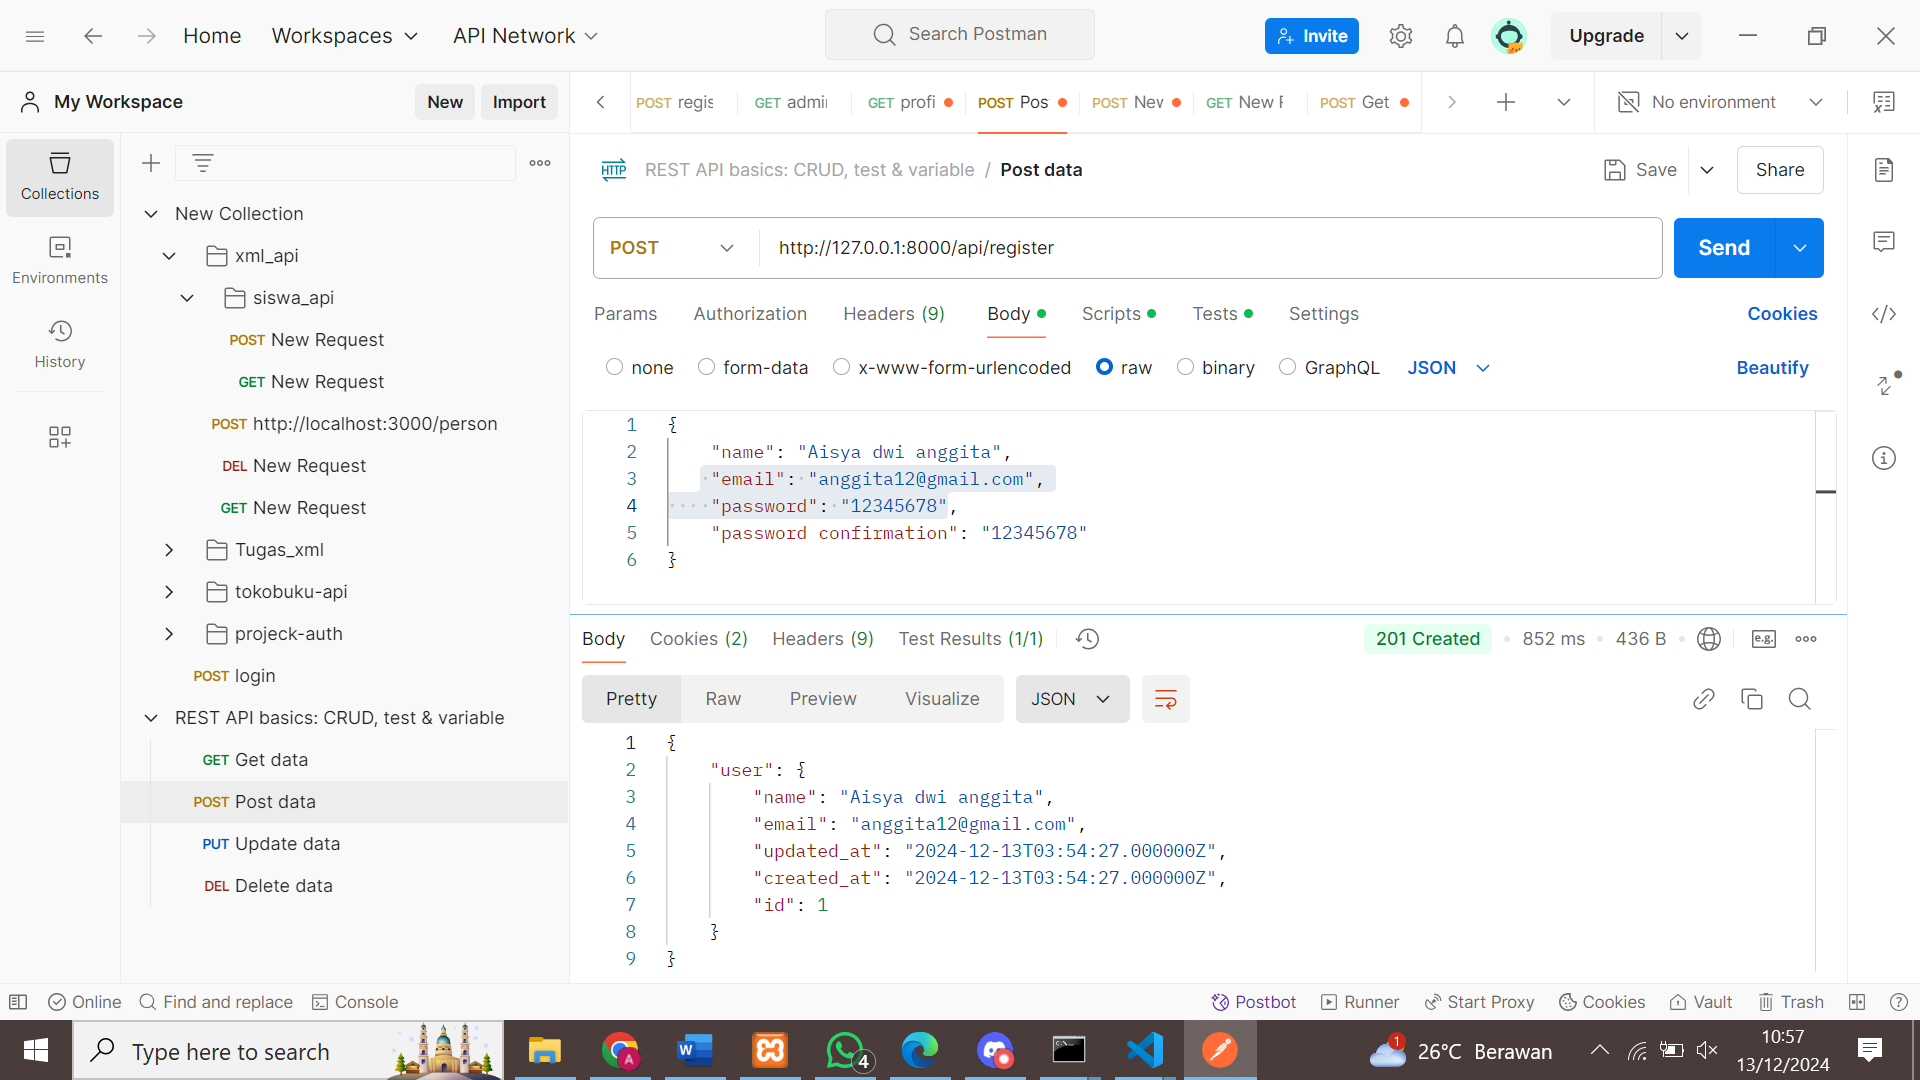 Home Workspaces API Network Search Postman Invite Upgrade
My Workspace New Import POST regis GET admi GET profi POST Pos POST Nev GET New F POST Get No environment
Collections
Environments
History
New Collection
xml_api
siswa_api
POST New Request
GET New Request
POST http://localhost:3000/person
DEL New Request
GET New Request
Tugas_xml
tokobuku-api
projeck-auth
POST login
REST API basics: CRUD, test & variable
GET Get data
POST Post data
PUT Update data
DEL Delete data
HTTP REST API basics: CRUD, test & variable / Post data Save Share
POST http://127.0.0.1:8000/api/register Send
Params Authorization Headers (9) Body Scripts Tests Settings Cookies
none form-data x-www-form-urlencoded raw binary GraphQL JSON Beautify
1 {
2 "name": "Aisya dwi anggita",
3 "email": "anggita12@gmail.com",
4 "password": "12345678",
5 "password confirmation": "12345678"
6 }
Body Cookies (2) Headers (9) Test Results (1/1) 201 Created 852 ms 436 B e.g.
Pretty Raw Preview Visualize JSON
1 {
2 "user": {
3 "name": "Aisya dwi anggita",
4 "email": "anggita12@gmail.com",
5 "updated_at": "2024-12-13T03:54:27.000000Z",
6 "created_at": "2024-12-13T03:54:27.000000Z",
7 "id": 1
8 }
9 }
Online Find and replace Console Postbot Runner Start Proxy Cookies Vault Trash
Type here to search A W 4 1 26°C Berawan 10:57
13/12/2024